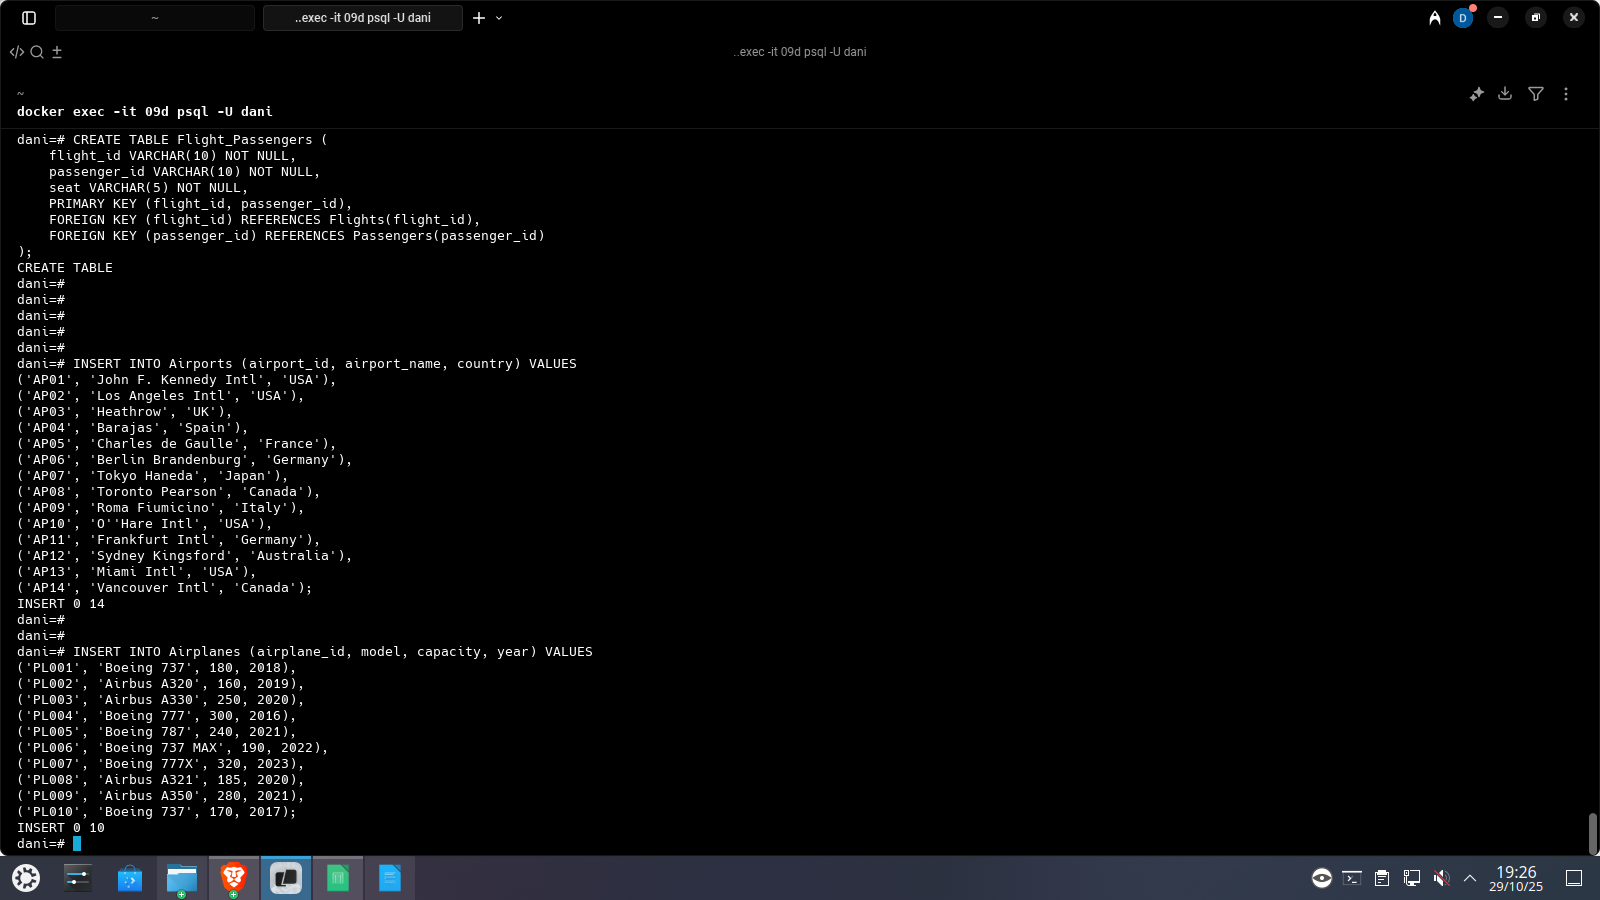 ~
..exec -it 09d psql -U dani
D
..exec -it 09d psql -U dani
~
docker exec -it 09d psql -U dani
dani=# CREATE TABLE Flight_Passengers (
    flight_id VARCHAR(10) NOT NULL,
    passenger_id VARCHAR(10) NOT NULL,
    seat VARCHAR(5) NOT NULL,
    PRIMARY KEY (flight_id, passenger_id),
    FOREIGN KEY (flight_id) REFERENCES Flights(flight_id),
    FOREIGN KEY (passenger_id) REFERENCES Passengers(passenger_id)
);
CREATE TABLE
dani=#
dani=#
dani=#
dani=#
dani=#
dani=# INSERT INTO Airports (airport_id, airport_name, country) VALUES
('AP01', 'John F. Kennedy Intl', 'USA'),
('AP02', 'Los Angeles Intl', 'USA'),
('AP03', 'Heathrow', 'UK'),
('AP04', 'Barajas', 'Spain'),
('AP05', 'Charles de Gaulle', 'France'),
('AP06', 'Berlin Brandenburg', 'Germany'),
('AP07', 'Tokyo Haneda', 'Japan'),
('AP08', 'Toronto Pearson', 'Canada'),
('AP09', 'Roma Fiumicino', 'Italy'),
('AP10', 'O''Hare Intl', 'USA'),
('AP11', 'Frankfurt Intl', 'Germany'),
('AP12', 'Sydney Kingsford', 'Australia'),
('AP13', 'Miami Intl', 'USA'),
('AP14', 'Vancouver Intl', 'Canada');
INSERT 0 14
dani=#
dani=#
dani=# INSERT INTO Airplanes (airplane_id, model, capacity, year) VALUES
('PL001', 'Boeing 737', 180, 2018),
('PL002', 'Airbus A320', 160, 2019),
('PL003', 'Airbus A330', 250, 2020),
('PL004', 'Boeing 777', 300, 2016),
('PL005', 'Boeing 787', 240, 2021),
('PL006', 'Boeing 737 MAX', 190, 2022),
('PL007', 'Boeing 777X', 320, 2023),
('PL008', 'Airbus A321', 185, 2020),
('PL009', 'Airbus A350', 280, 2021),
('PL010', 'Boeing 737', 170, 2017);
INSERT 0 10
dani=#
19:26
29/10/25